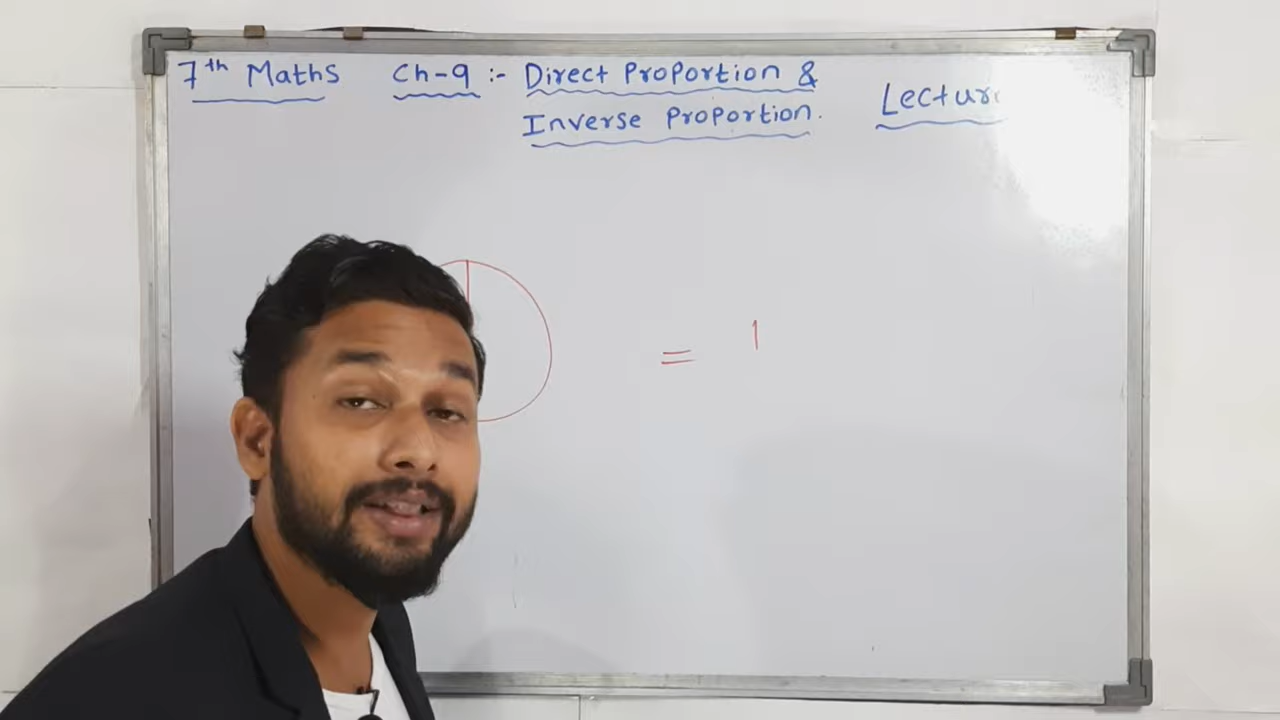 7th Maths Ch-9 :- Direct Proportion &
Inverse Proportion.
= 1